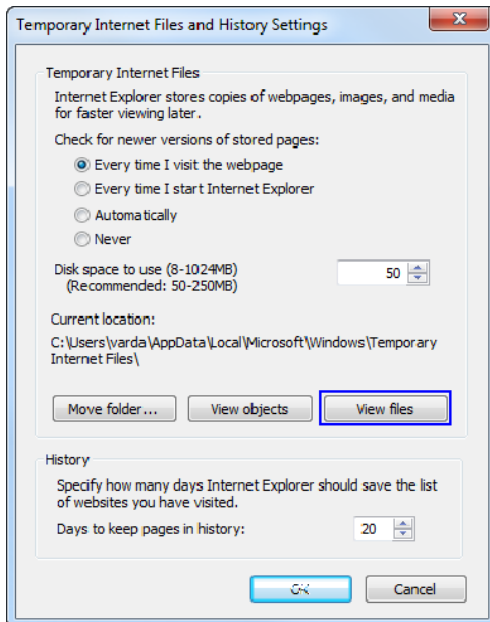 Temporary Internet Files and History Settings
Temporary Internet Files
Internet Explorer stores copies of webpages, images, and media
for faster viewing later.
Check for newer versions of stored pages:
Every time I visit the webpage
Every time I start Internet Explorer
Automatically
Never
Disk space to use (8-1024MB)
(Recommended: 50-250MB)
50
Current location:
C:\Users\varda\AppData\Local\Microsoft\Windows\Temporary
Internet Files\
Move folder...
View objects
View files
History
Specify how many days Internet Explorer should save the list
of websites you have visited.
Days to keep pages in history:
20
OK
Cancel